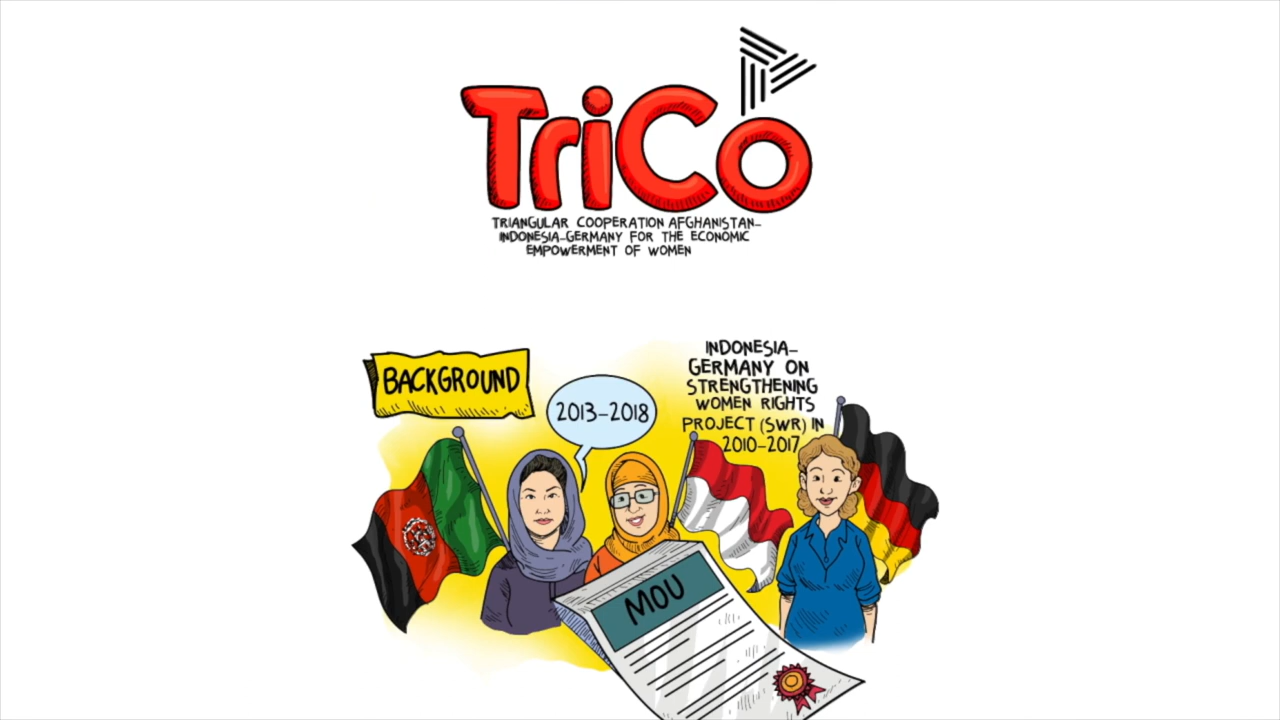 TriCo
TRIANGULAR COOPERATION AFGHANISTAN-
INDONESIA-GERMANY FOR THE ECONOMIC
EMPOWERMENT OF WOMEN
BACKGROUND
2013-2018
INDONESIA-
GERMANY ON
STRENGTHENING
WOMEN RIGHTS
PROJECT (SWR) IN
2010-2017
MOU